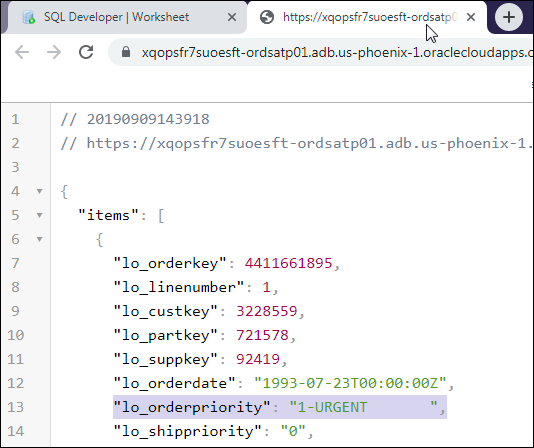 SQL Developer | Worksheet
https://xqopsfr7suoesft-ordsatp0
xqopsfr7suoesft-ordsatp01.adb.us-phoenix-1.oraclecloudapps.c
1 // 20190909143918
2 // https://xqopsfr7suoesft-ordsatp01.adb.us-phoenix-1.
3
4 {
5 "items": [
6 {
7 "lo_orderkey": 4411661895,
8 "lo_linenumber": 1,
9 "lo_custkey": 3228559,
10 "lo_partkey": 721578,
11 "lo_suppkey": 92419,
12 "lo_orderdate": "1993-07-23T00:00:00Z",
13 "lo_orderpriority": "1-URGENT       ",
14 "lo_shippriority": "0",